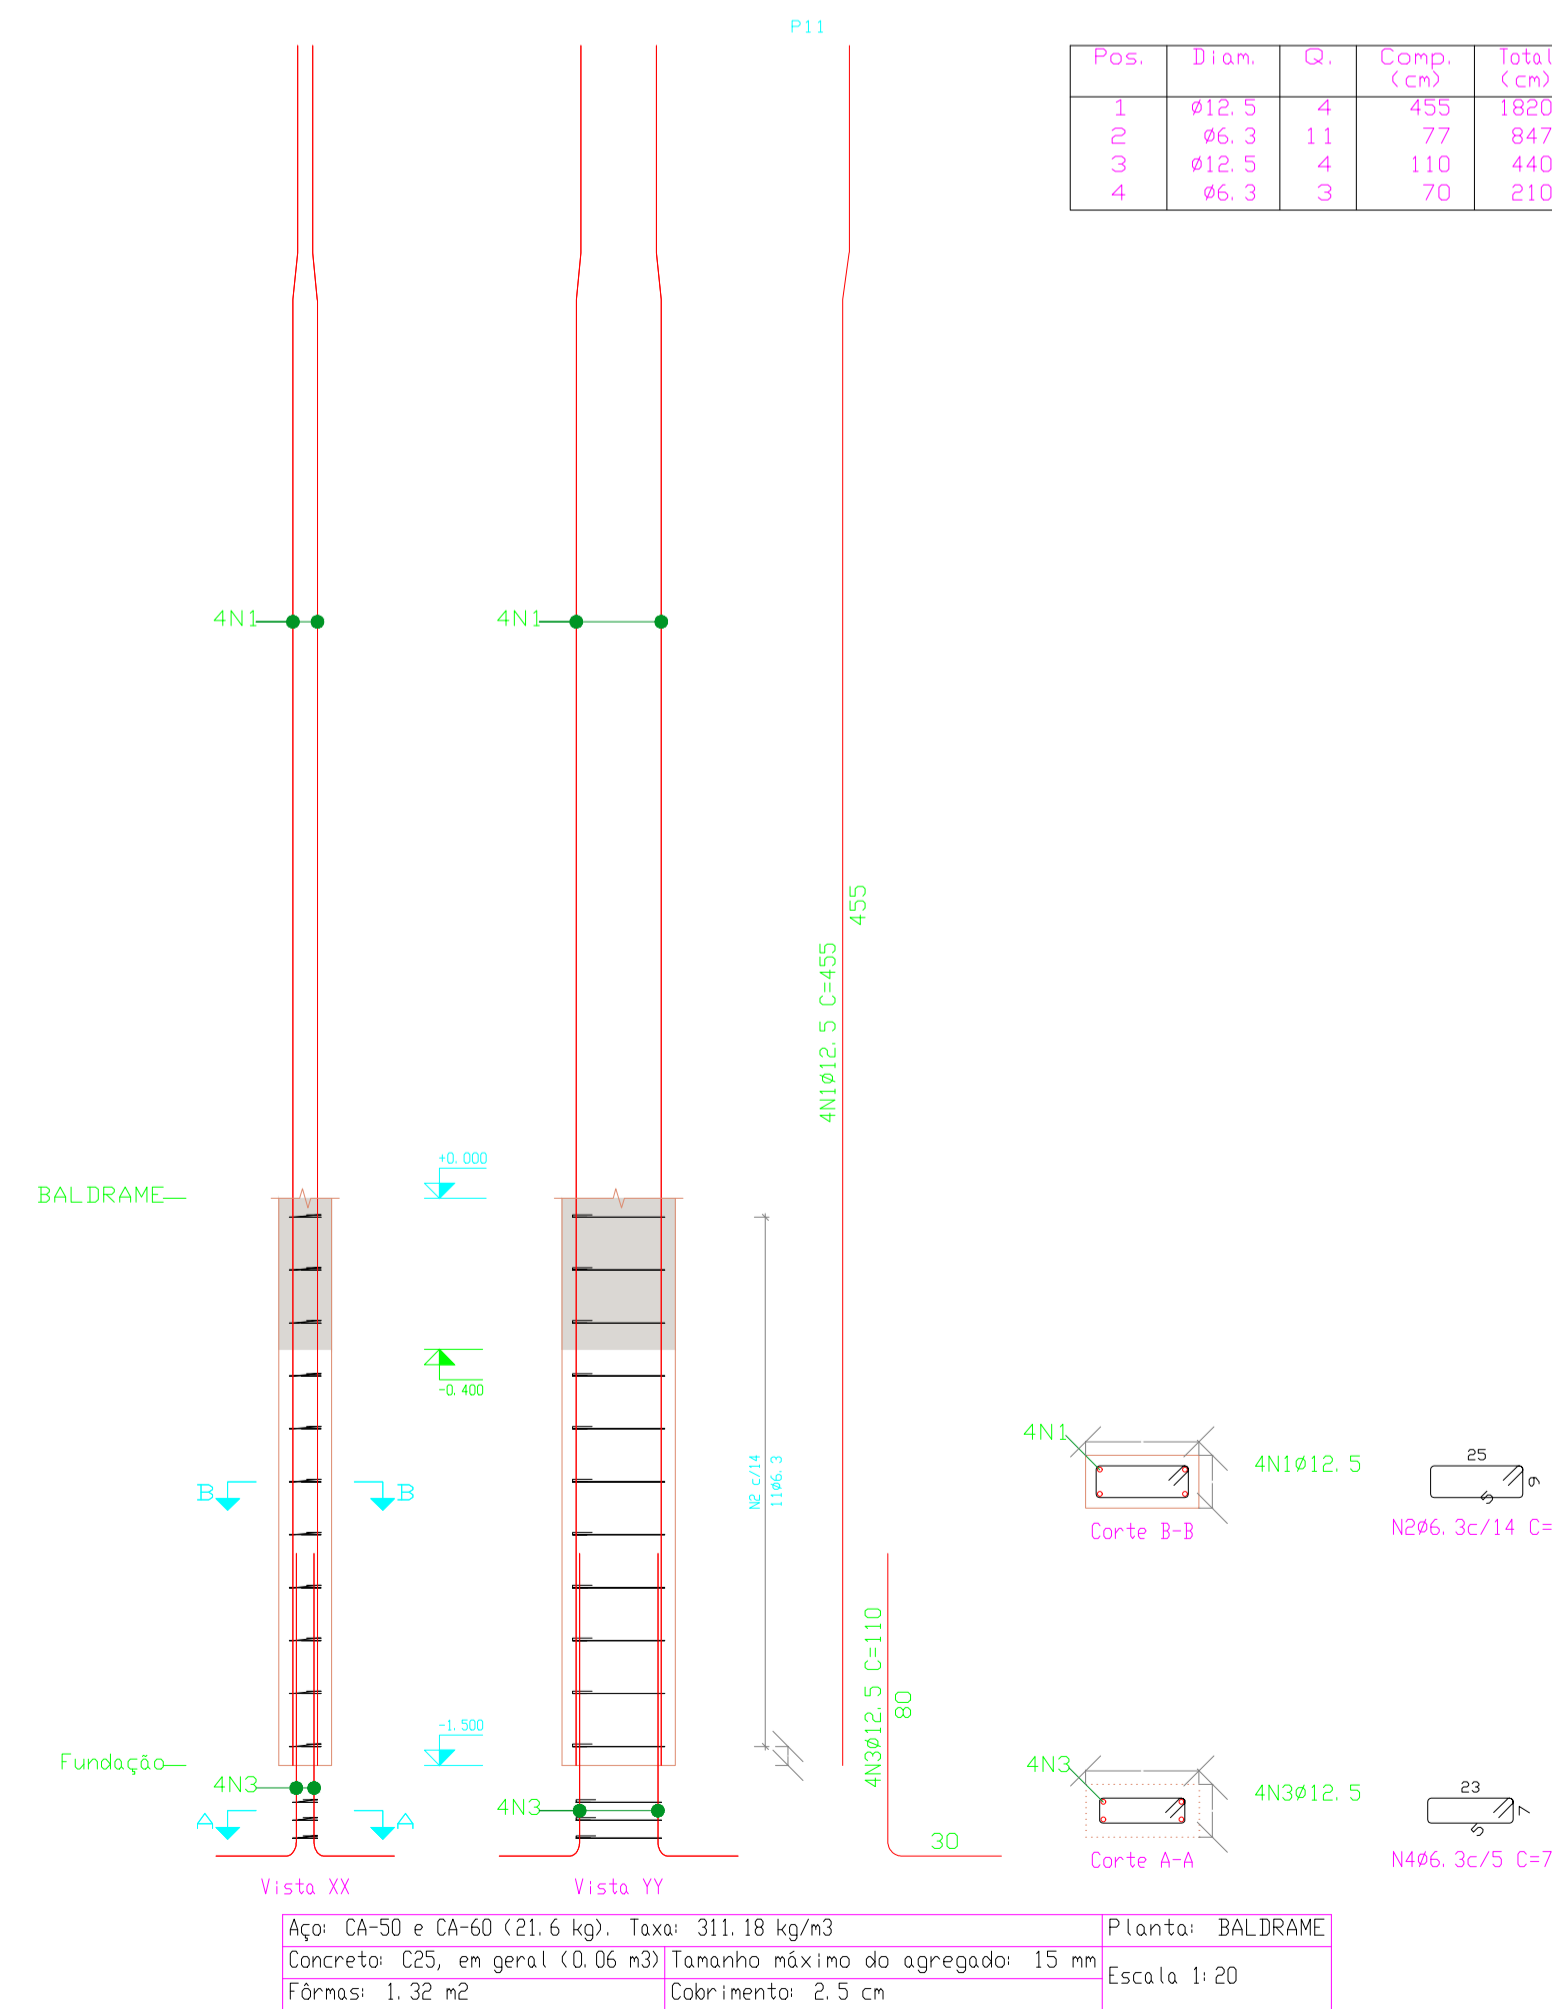 P11
Pos. Diam. Q. Comp. (cm) Total (cm)
1 ø12.5 4 455 1820
2 ø6.3 11 77 847
3 ø12.5 4 110 440
4 ø6.3 3 70 210
4N1 4N1
455
4N1ø12.5 C=455
+0.000
BALDRAME
-0.400
N2 c/14
11ø6.3
B B
4N1 4N1ø12.5
Corte B-B
25
9
5
N2ø6.3c/14 C=
4N3ø12.5 C=110
80
30
-1.500
Fundação
4N3
4N3
A A
4N3 4N3ø12.5
Corte A-A
23
7
5
N4ø6.3c/5 C=7
Vista XX Vista YY
Aço: CA-50 e CA-60 (21.6 kg). Taxa: 311.18 kg/m3 Planta: BALDRAME
Concreto: C25, em geral (0.06 m3) Tamanho máximo do agregado: 15 mm
Escala 1:20
Fôrmas: 1.32 m2 Cobrimento: 2.5 cm